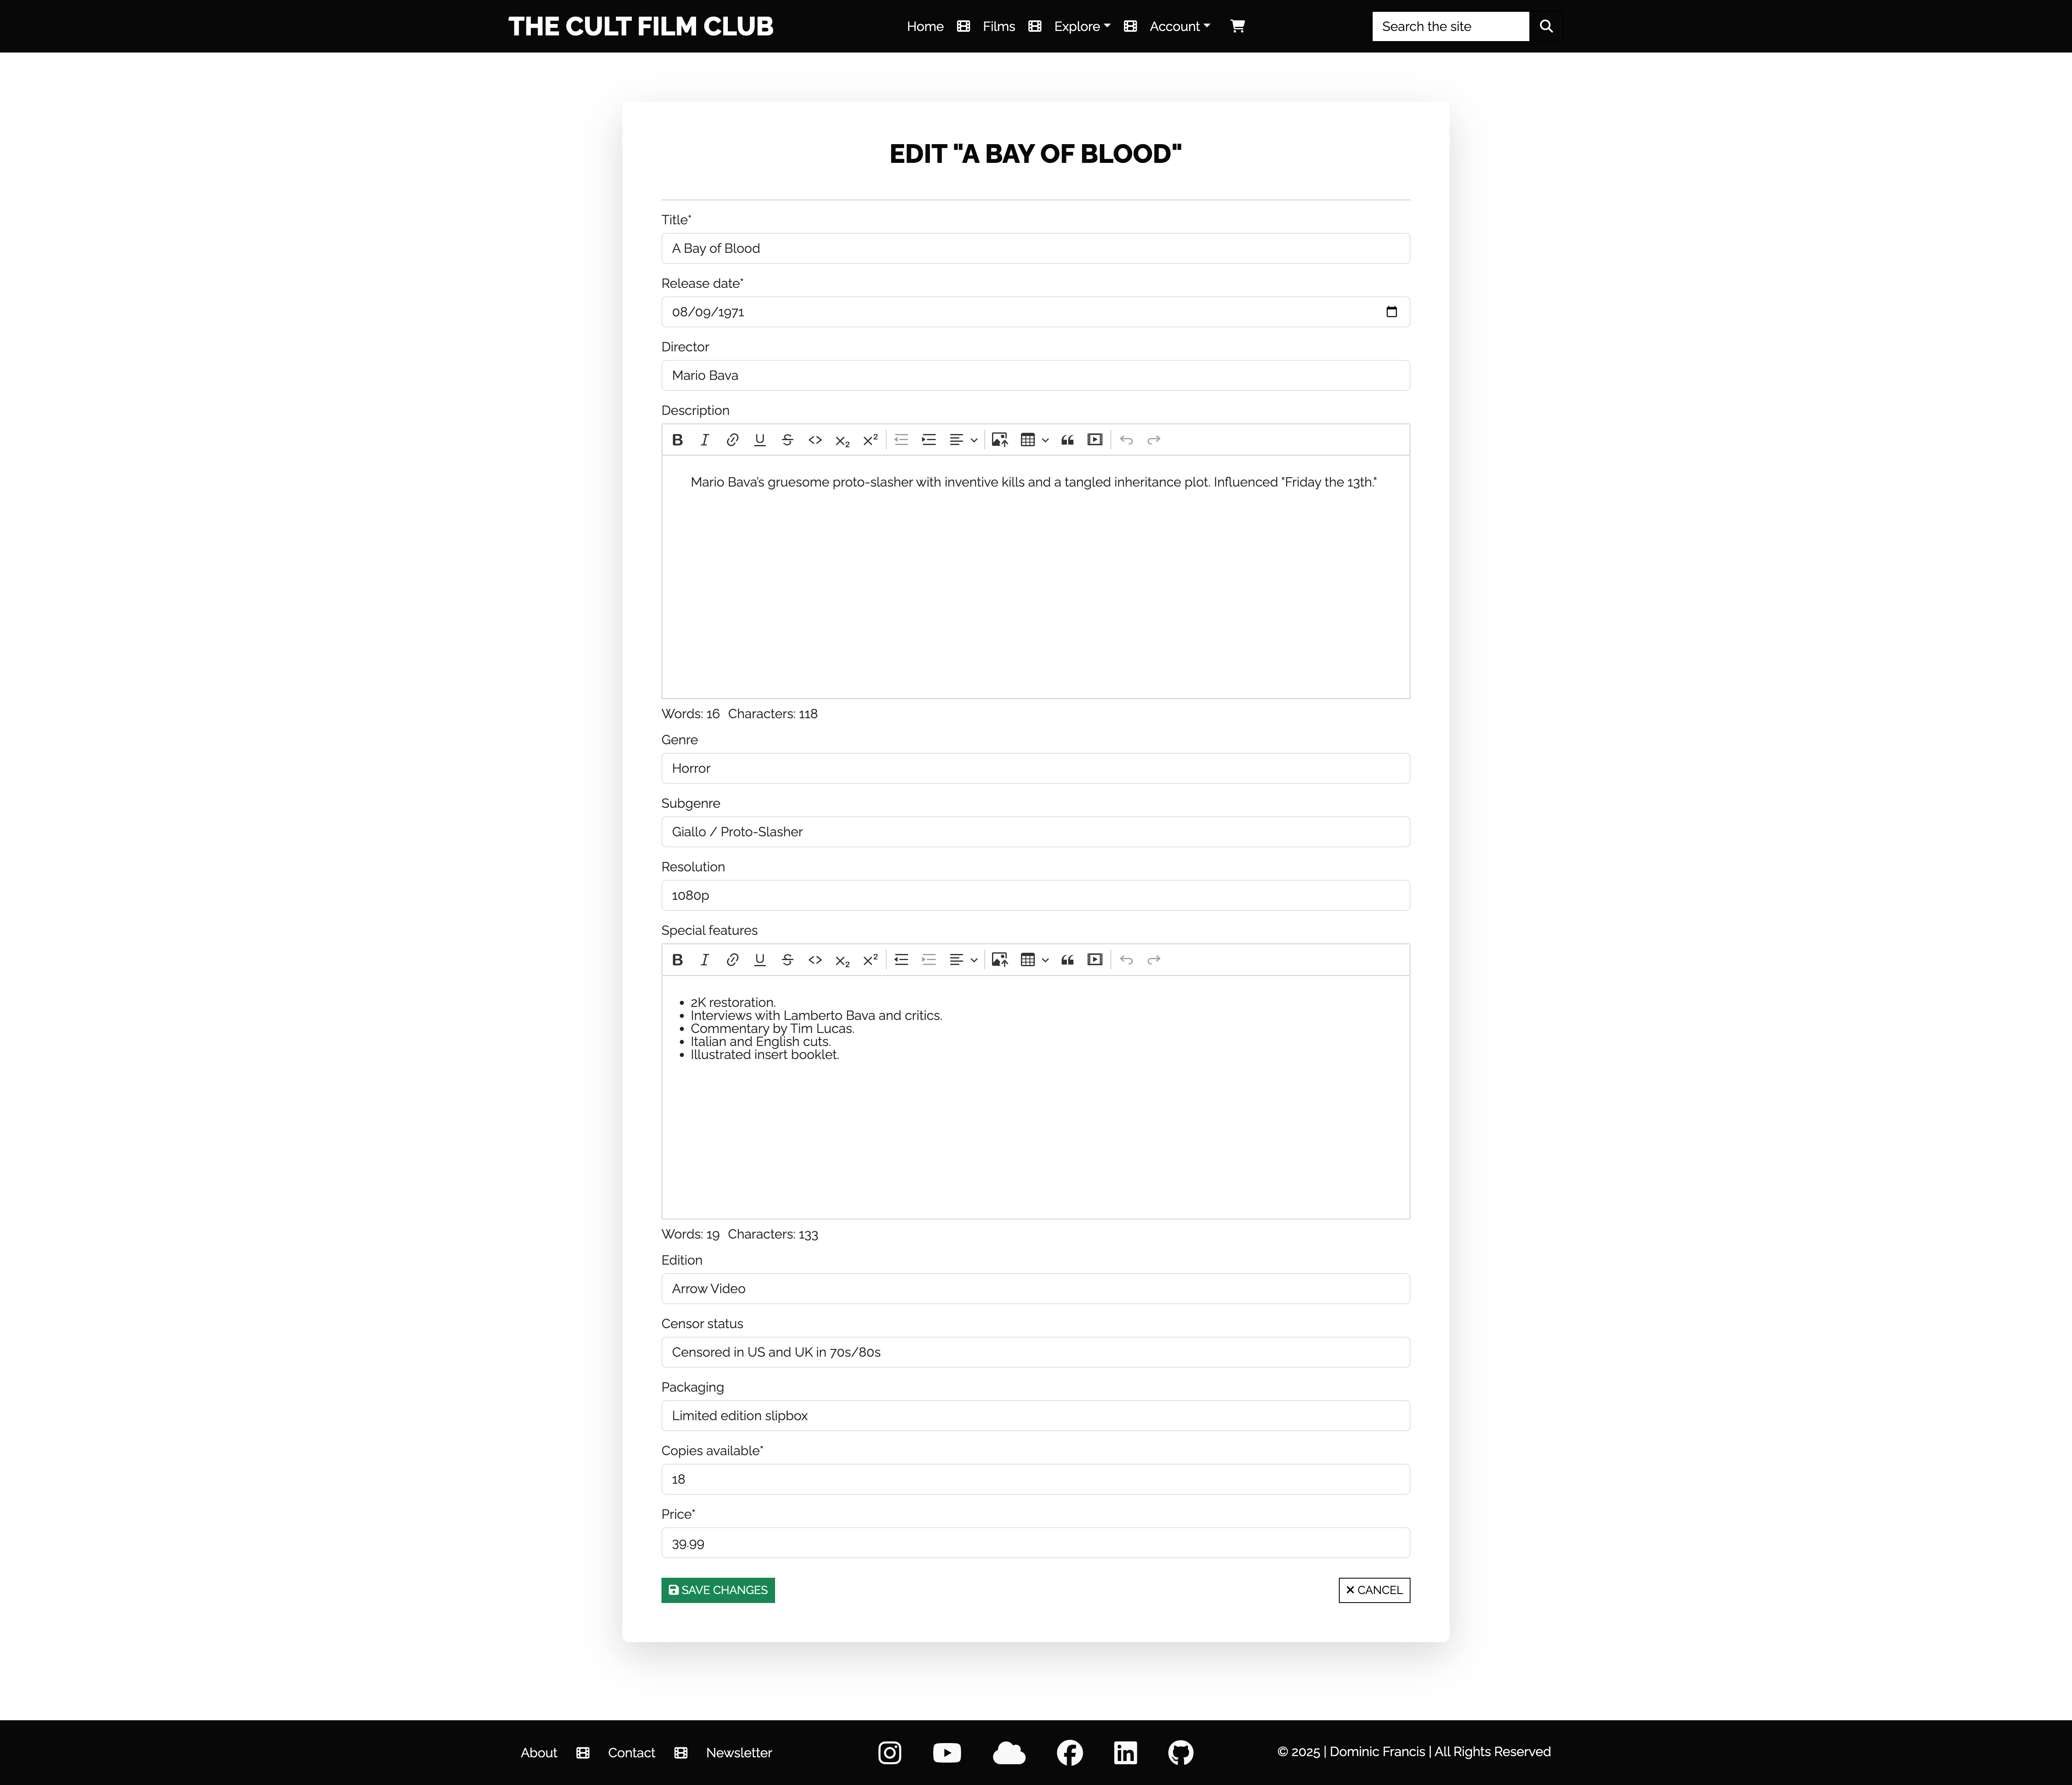 THE CULT FILM CLUB
Home Films Explore Account
Search the site
EDIT "A BAY OF BLOOD"
Title*
A Bay of Blood
Release date*
08/09/1971
Director
Mario Bava
Description
Mario Bava's gruesome proto-slasher with inventive kills and a tangled inheritance plot. Influenced "Friday the 13th."
Words: 16 Characters: 118
Genre
Horror
Subgenre
Giallo / Proto-Slasher
Resolution
1080p
Special features
• 2K restoration.
• Interviews with Lamberto Bava and critics.
• Commentary by Tim Lucas.
• Italian and English cuts.
• Illustrated insert booklet.
Words: 19 Characters: 133
Edition
Arrow Video
Censor status
Censored in US and UK in 70s/80s
Packaging
Limited edition slipbox
Copies available*
18
Price*
39.99
SAVE CHANGES
CANCEL
About Contact Newsletter
© 2025 | Dominic Francis | All Rights Reserved